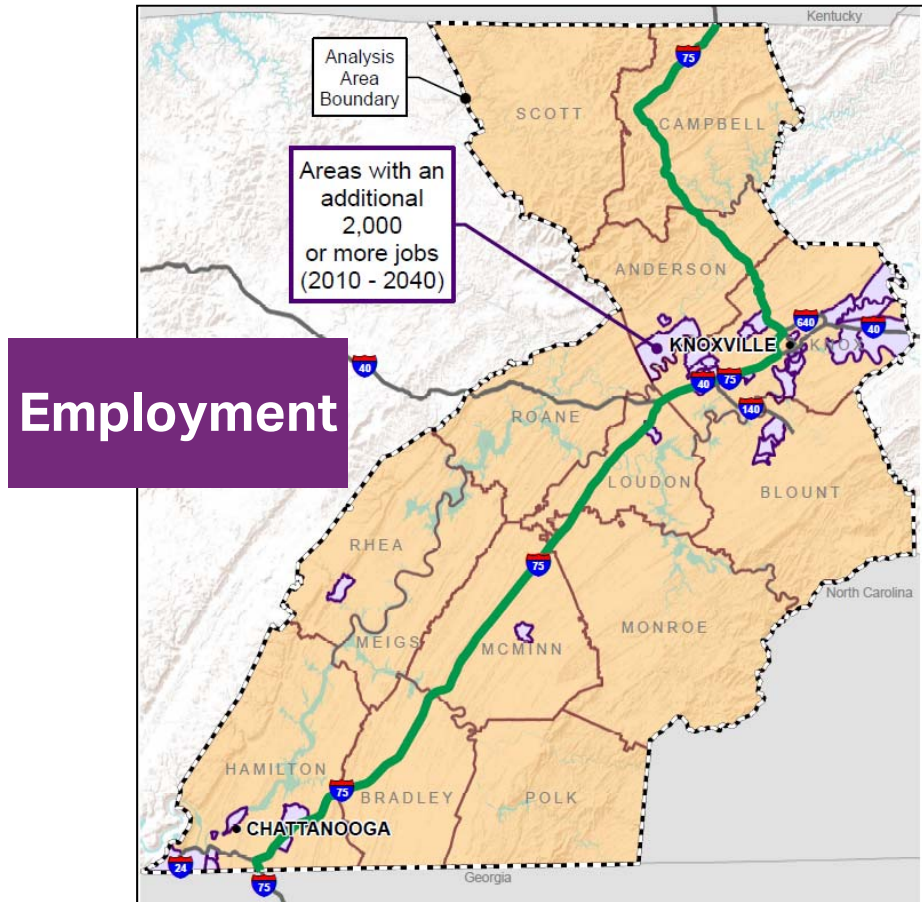 Kentucky
75
Analysis
Area
Boundary
SCOTT
CAMPBELL
Areas with an
additional
2,000
or more jobs
(2010 - 2040)
ANDERSON
640
40
KNOXVILLE
KNOX
40
40
75
140
Employment
ROANE
LOUDON
BLOUNT
RHEA
75
North Carolina
MEIGS
MCMINN
MONROE
HAMILTON
75
BRADLEY
POLK
CHATTANOOGA
24
75
Georgia